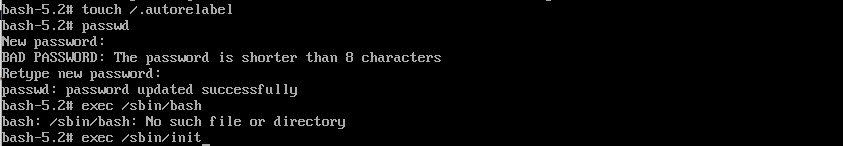 bash-5.2# touch /.autorelabel
bash-5.2# passwd
New password:
BAD PASSWORD: The password is shorter than 8 characters
Retype new password:
passwd: password updated successfully
bash-5.2# exec /sbin/bash
bash: /sbin/bash: No such file or directory
bash-5.2# exec /sbin/init_